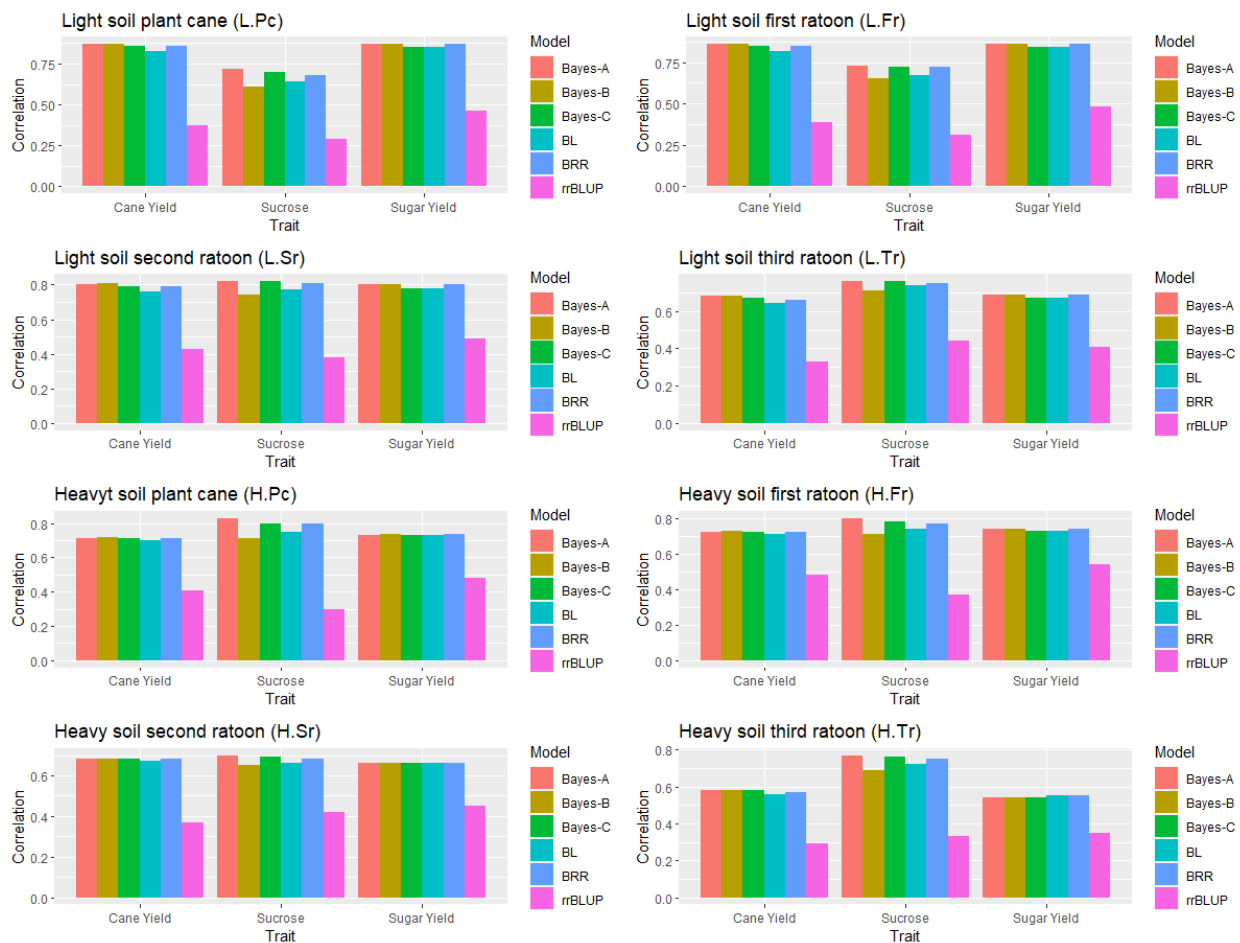 Light soil plant cane (L.Pc)
Correlation
0.75
0.50
0.25
0.00
Cane Yield Sucrose Sugar Yield
Trait
Model
Bayes-A
Bayes-B
Bayes-C
BL
BRR
rrBLUP
Light soil first ratoon (L.Fr)
Correlation
0.75
0.50
0.25
0.00
Cane Yield Sucrose Sugar Yield
Trait
Model
Bayes-A
Bayes-B
Bayes-C
BL
BRR
rrBLUP
Light soil second ratoon (L.Sr)
Correlation
0.8
0.6
0.4
0.2
0.0
Cane Yield Sucrose Sugar Yield
Trait
Model
Bayes-A
Bayes-B
Bayes-C
BL
BRR
rrBLUP
Light soil third ratoon (L.Tr)
Correlation
0.6
0.4
0.2
0.0
Cane Yield Sucrose Sugar Yield
Trait
Model
Bayes-A
Bayes-B
Bayes-C
BL
BRR
rrBLUP
Heavyt soil plant cane (H.Pc)
Correlation
0.8
0.6
0.4
0.2
0.0
Cane Yield Sucrose Sugar Yield
Trait
Model
Bayes-A
Bayes-B
Bayes-C
BL
BRR
rrBLUP
Heavy soil first ratoon (H.Fr)
Correlation
0.8
0.6
0.4
0.2
0.0
Cane Yield Sucrose Sugar Yield
Trait
Model
Bayes-A
Bayes-B
Bayes-C
BL
BRR
rrBLUP
Heavy soil second ratoon (H.Sr)
Correlation
0.6
0.4
0.2
0.0
Cane Yield Sucrose Sugar Yield
Trait
Model
Bayes-A
Bayes-B
Bayes-C
BL
BRR
rrBLUP
Heavy soil third ratoon (H.Tr)
Correlation
0.8
0.6
0.4
0.2
0.0
Cane Yield Sucrose Sugar Yield
Trait
Model
Bayes-A
Bayes-B
Bayes-C
BL
BRR
rrBLUP